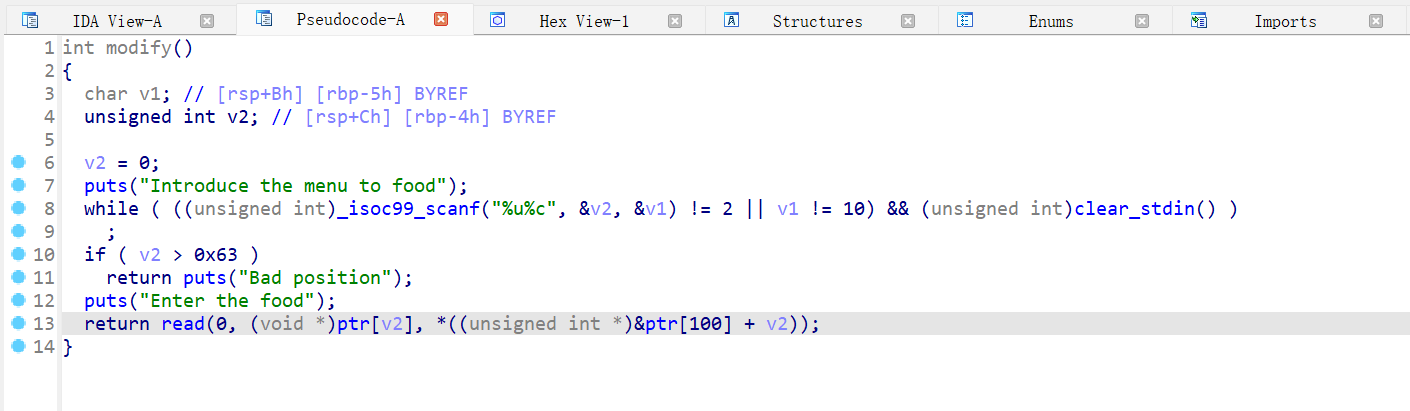 IDA View-A Pseudocode-A Hex View-1 Structures Enums Imports
1 int modify()
2 {
3   char v1; // [rsp+Bh] [rbp-5h] BYREF
4   unsigned int v2; // [rsp+Ch] [rbp-4h] BYREF
5
6   v2 = 0;
7   puts("Introduce the menu to food");
8   while ( ((unsigned int)_isoc99_scanf("%u%c", &v2, &v1) != 2 || v1 != 10) && (unsigned int)clear_stdin() )
9     ;
10   if ( v2 > 0x63 )
11     return puts("Bad position");
12   puts("Enter the food");
13   return read(0, (void *)ptr[v2], *((unsigned int *)&ptr[100] + v2));
14 }